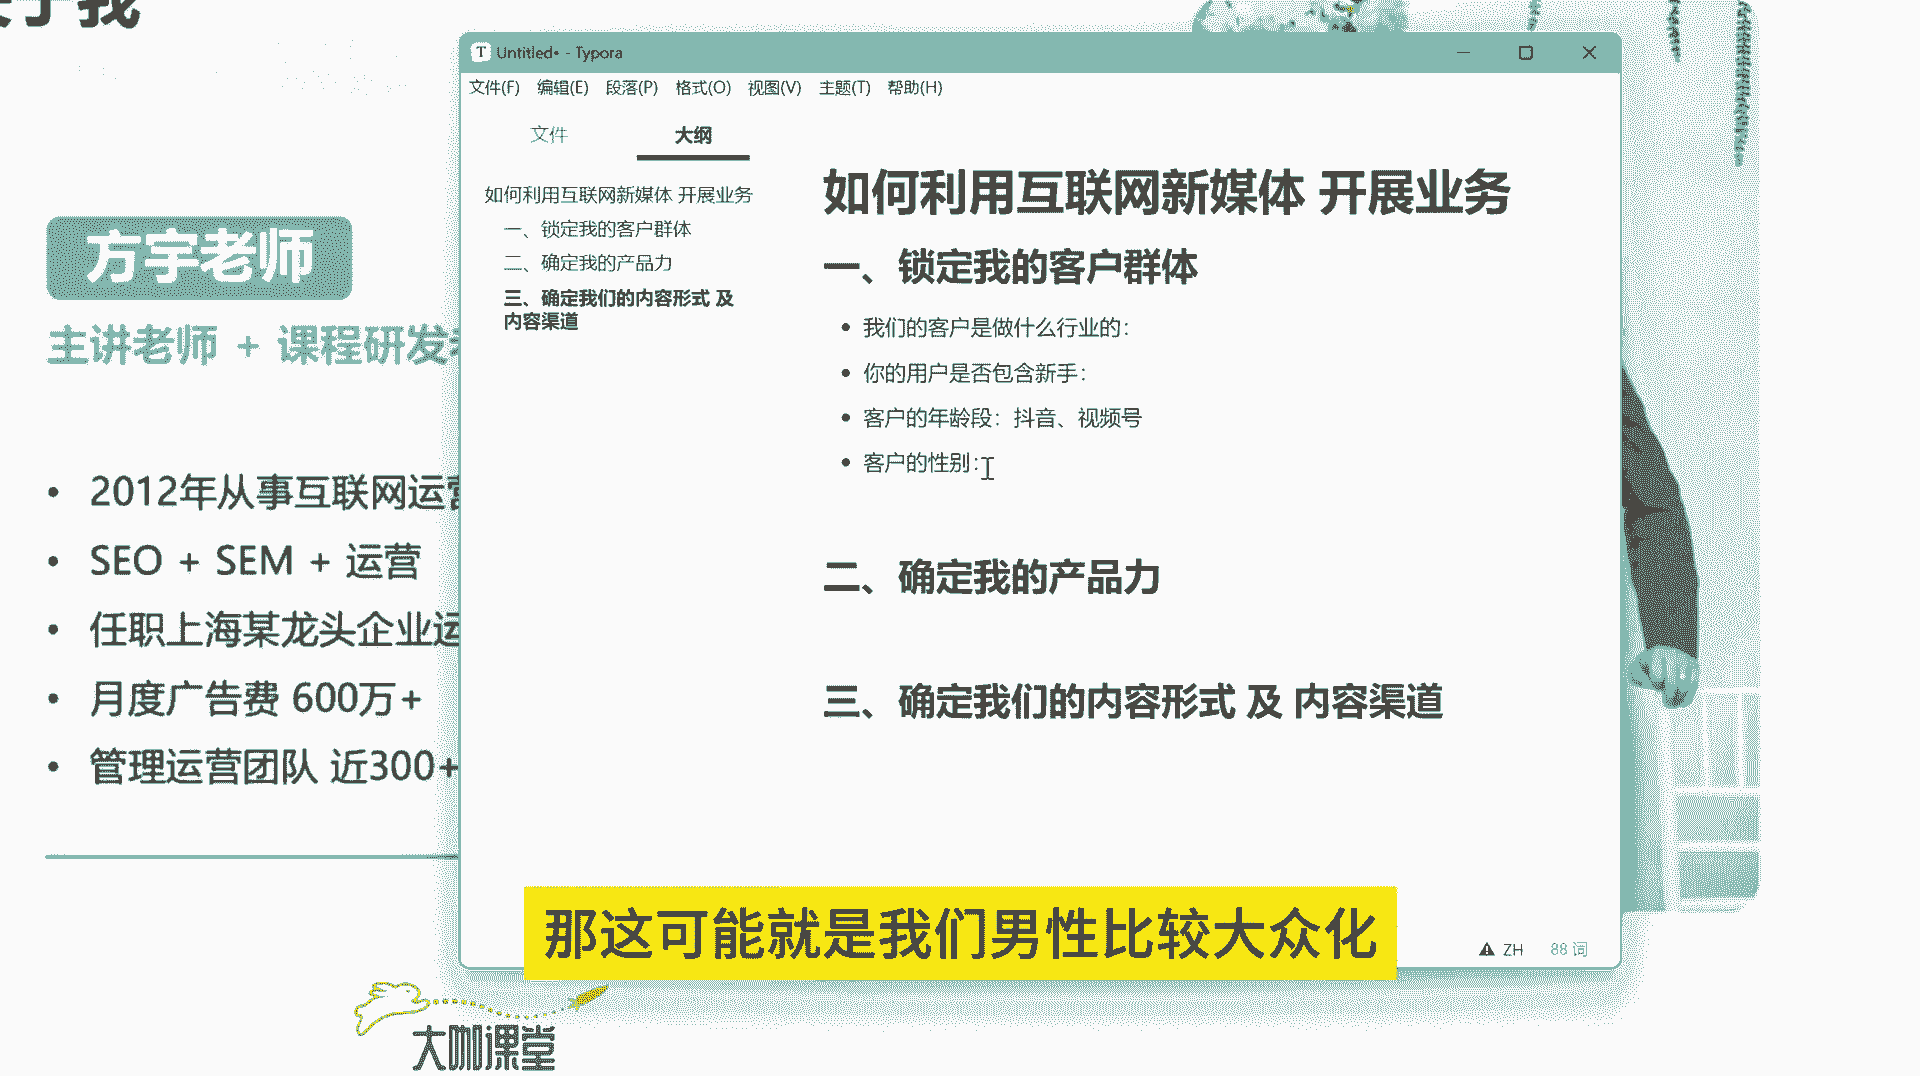 方宇老师
主讲老师 + 课程研发
2012年从事互联网运营
SEO + SEM + 运营
任职上海某龙头企业运
月度广告费 600万+
管理运营团队 近300+
T Untitled• - Typora
文件(F) 编辑(E) 段落(P) 格式(O) 视图(V) 主题(T) 帮助(H)
文件 大纲
如何利用互联网新媒体 开展业务
一、锁定我的客户群体
二、确定我的产品力
三、确定我们的内容形式 及
内容渠道
如何利用互联网新媒体 开展业务
一、锁定我的客户群体
我们的客户是做什么行业的：
你的用户是否包含新手：
客户的年龄段：抖音、视频号
客户的性别：
二、确定我的产品力
三、确定我们的内容形式 及 内容渠道
ZH 88 词
那这可能就是我们男性比较大众化
大咖课堂